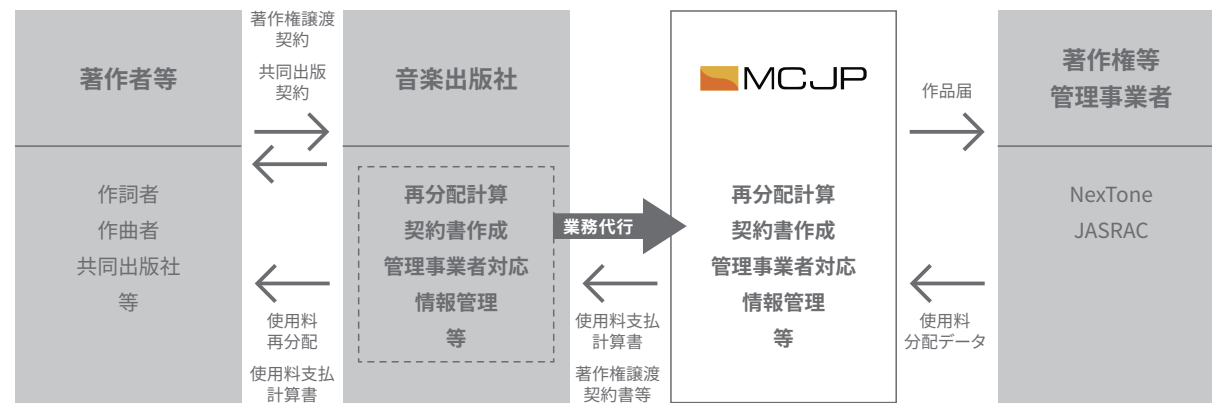 著作者等
作詞者
作曲者
共同出版社
等
著作権譲渡
契約
共同出版
契約
使用料
再分配
使用料支払
計算書
音楽出版社
再分配計算
契約書作成
管理事業者対応
情報管理
等
業務代行
使用料支払
計算書
著作権譲渡
契約書等
MCJP
再分配計算
契約書作成
管理事業者対応
情報管理
等
作品届
使用料
分配データ
著作権等
管理事業者
NexTone
JASRAC